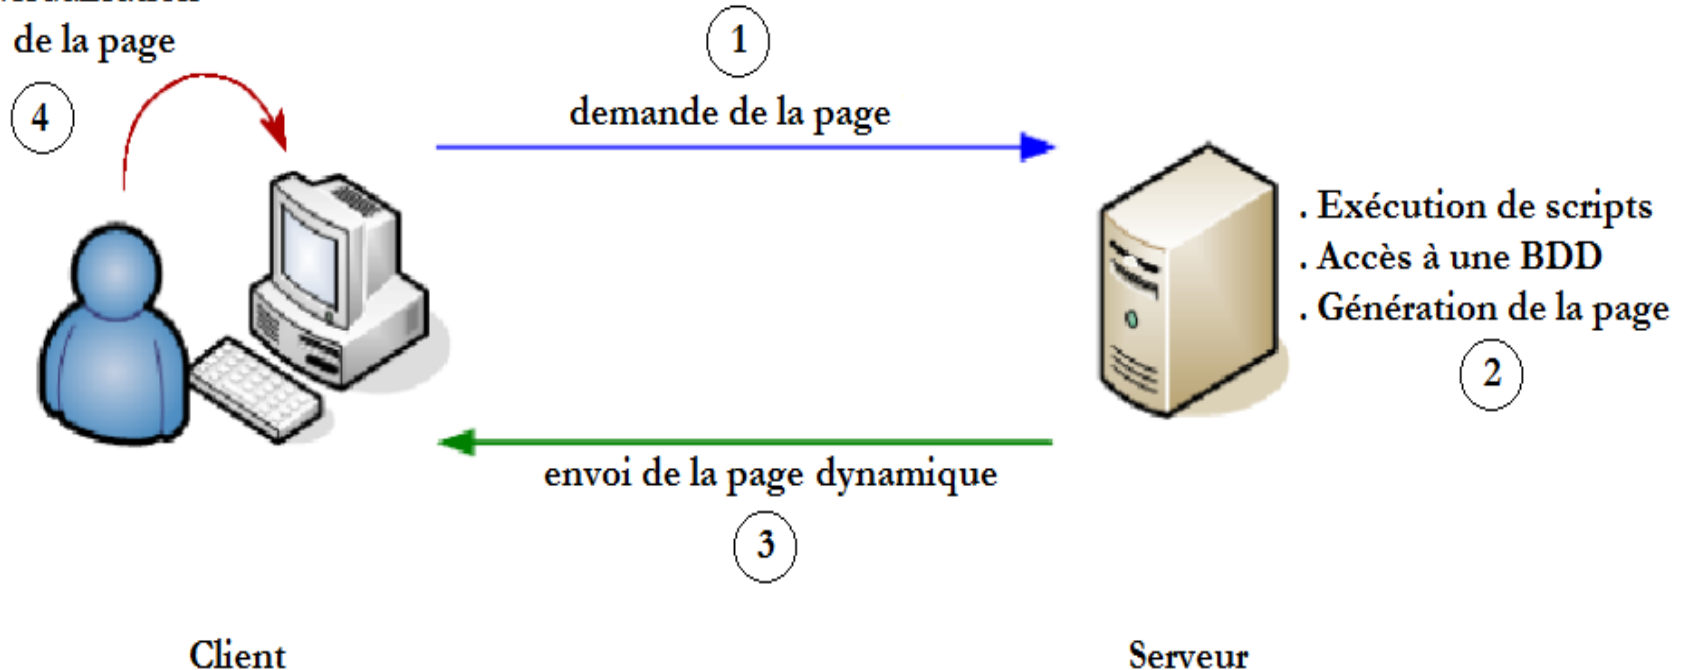 de la page
4
1
demande de la page
. Exécution de scripts
. Accès à une BDD
. Génération de la page
2
envoi de la page dynamique
3
Client
Serveur